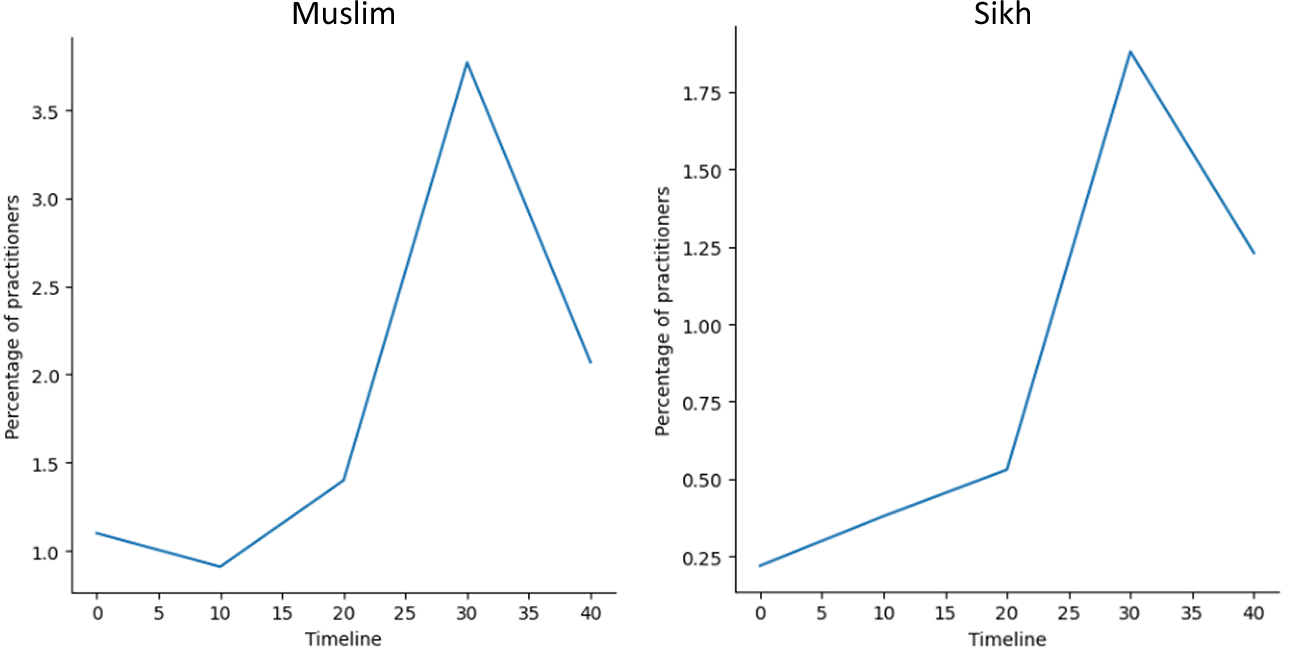 Muslim
Percentage of practitioners
3.5
3.0
2.5
2.0
1.5
1.0
0 5 10 15 20 25 30 35 40
Timeline
Sikh
Percentage of practitioners
1.75
1.50
1.25
1.00
0.75
0.50
0.25
0 5 10 15 20 25 30 35 40
Timeline